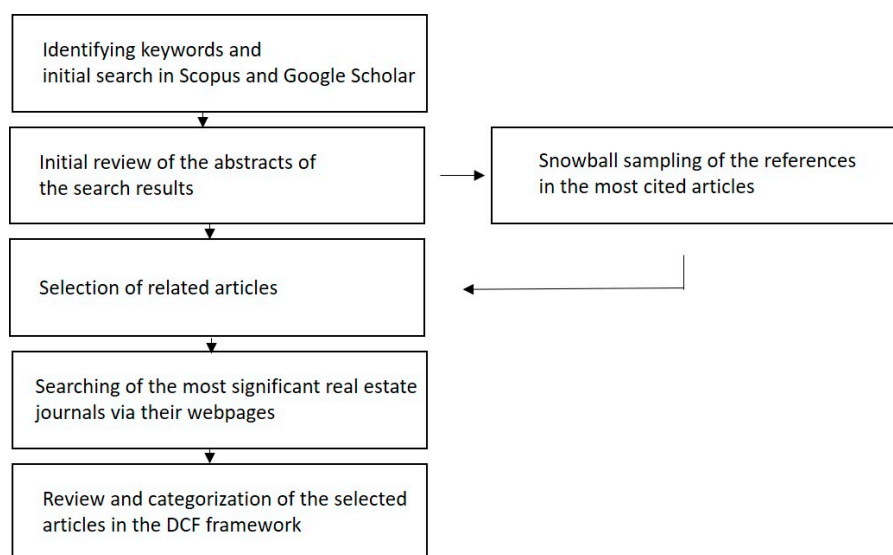 Identifying keywords and
initial search in Scopus and Google Scholar
Initial review of the abstracts of
the search results
Snowball sampling of the references
in the most cited articles
Selection of related articles
Searching of the most significant real estate
journals via their webpages
Review and categorization of the selected
articles in the DCF framework